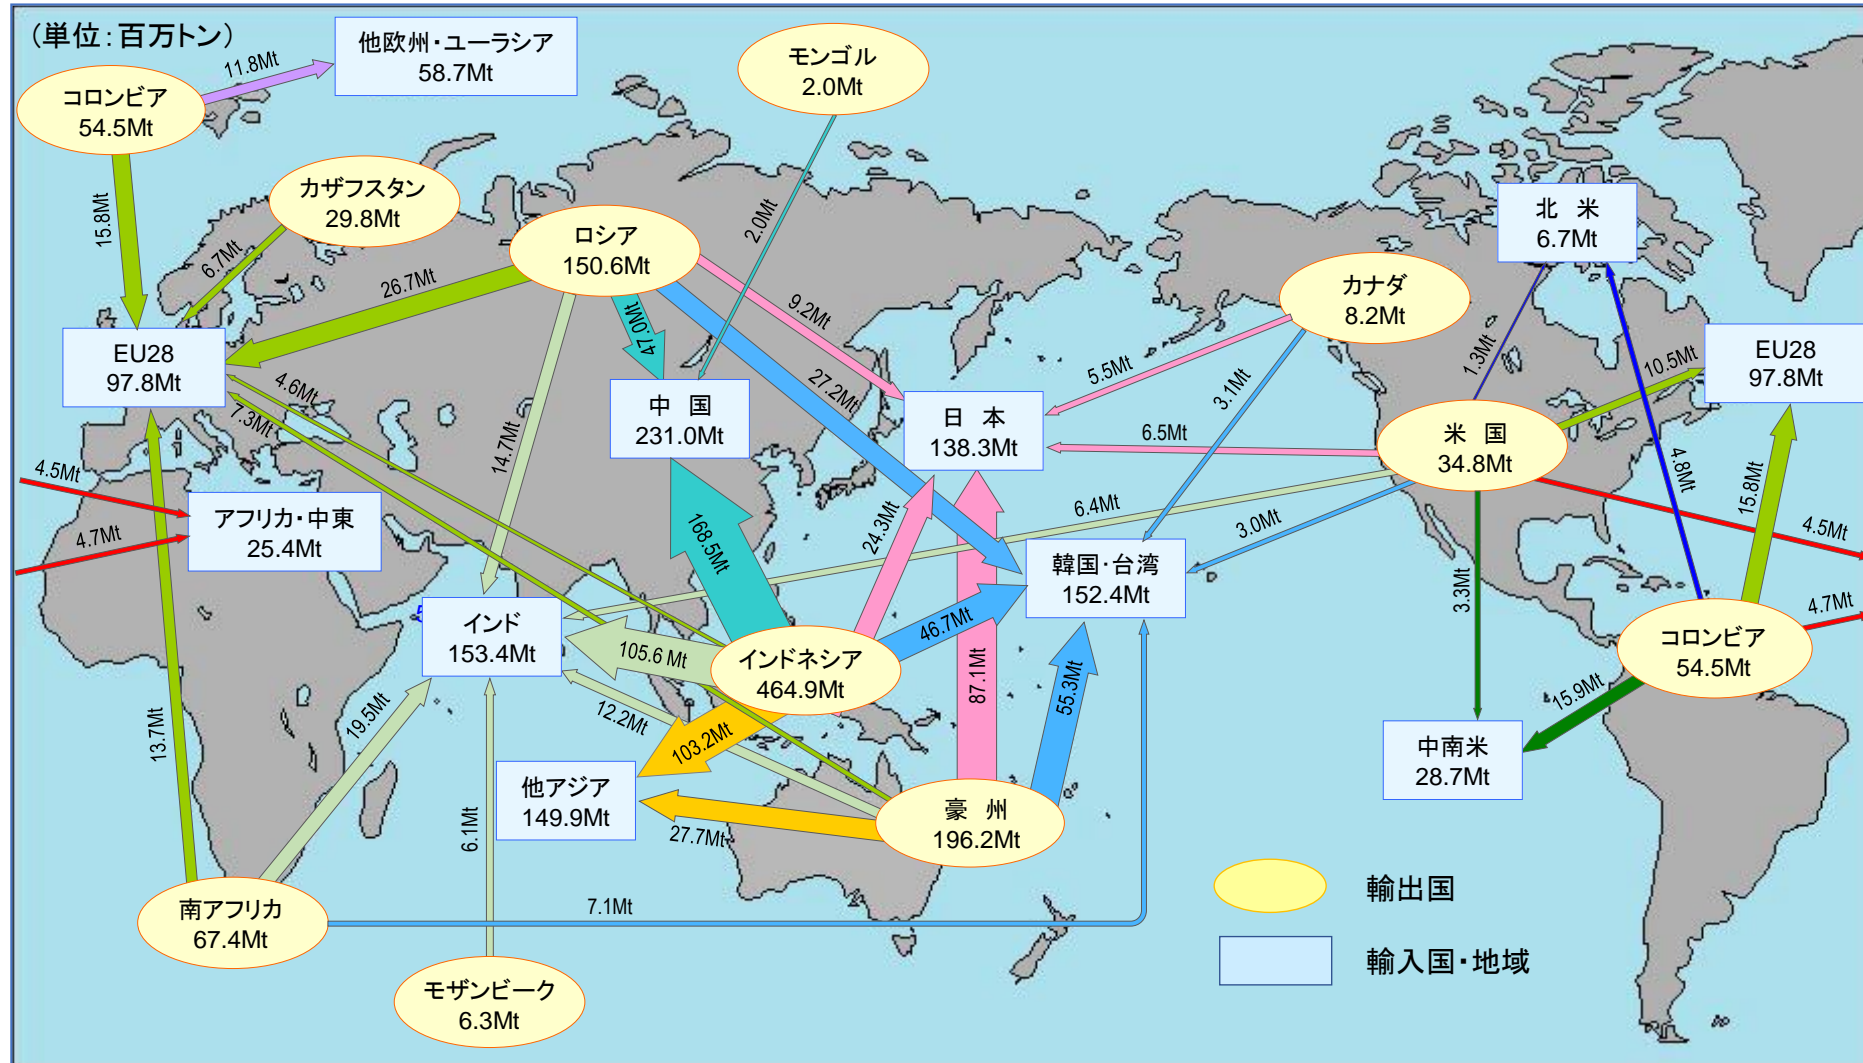 （単位：百万トン）
他欧州・ユーラシア
58.7Mt
モンゴル
2.0Mt
コロンビア
54.5Mt
11.8Mt
カザフスタン
29.8Mt
ロシア
150.6Mt
北　米
6.7Mt
カナダ
8.2Mt
15.8Mt
6.7Mt
26.7Mt
47.0Mt
2.0Mt
9.2Mt
EU28
97.8Mt
EU28
97.8Mt
1.3Mt
10.5Mt
5.5Mt
3.1Mt
27.2Mt
4.6Mt
7.3Mt
14.7Mt
中　国
231.0Mt
日　本
138.3Mt
米　国
34.8Mt
6.5Mt
4.8Mt
15.8Mt
4.5Mt
アフリカ・中東
25.4Mt
4.7Mt
168.5Mt
24.3Mt
6.4Mt
3.0Mt
4.5Mt
韓国・台湾
152.4Mt
3.3Mt
4.7Mt
インド
153.4Mt
105.6 Mt
インドネシア
464.9Mt
46.7Mt
87.1Mt
55.3Mt
コロンビア
54.5Mt
15.9Mt
13.7Mt
19.5Mt
12.2Mt
103.2Mt
中南米
28.7Mt
他アジア
149.9Mt
27.7Mt
豪　州
196.2Mt
6.1Mt
南アフリカ
67.4Mt
7.1Mt
輸出国
輸入国・地域
モザンビーク
6.3Mt